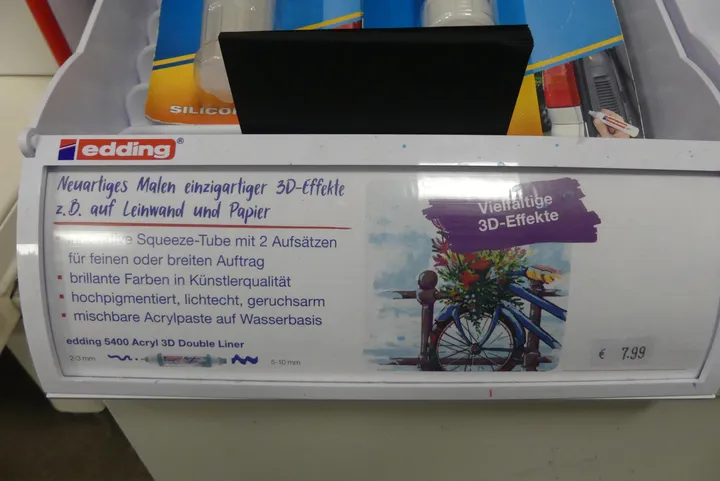 SILICO
edding®
Neuartiges Malen einzigartiger 3D-Effekte
z.B. auf Leinwand und Papier
Squeeze-Tube mit 2 Aufsätzen
für feinen oder breiten Auftrag
brillante Farben in Künstlerqualität
hochpigmentiert, lichtecht, geruchsarm
mischbare Acrylpaste auf Wasserbasis
edding 5400 Acryl 3D Double Liner
2-3 mm
5-10 mm
Vielfältige
3D-Effekte
€ 7.99